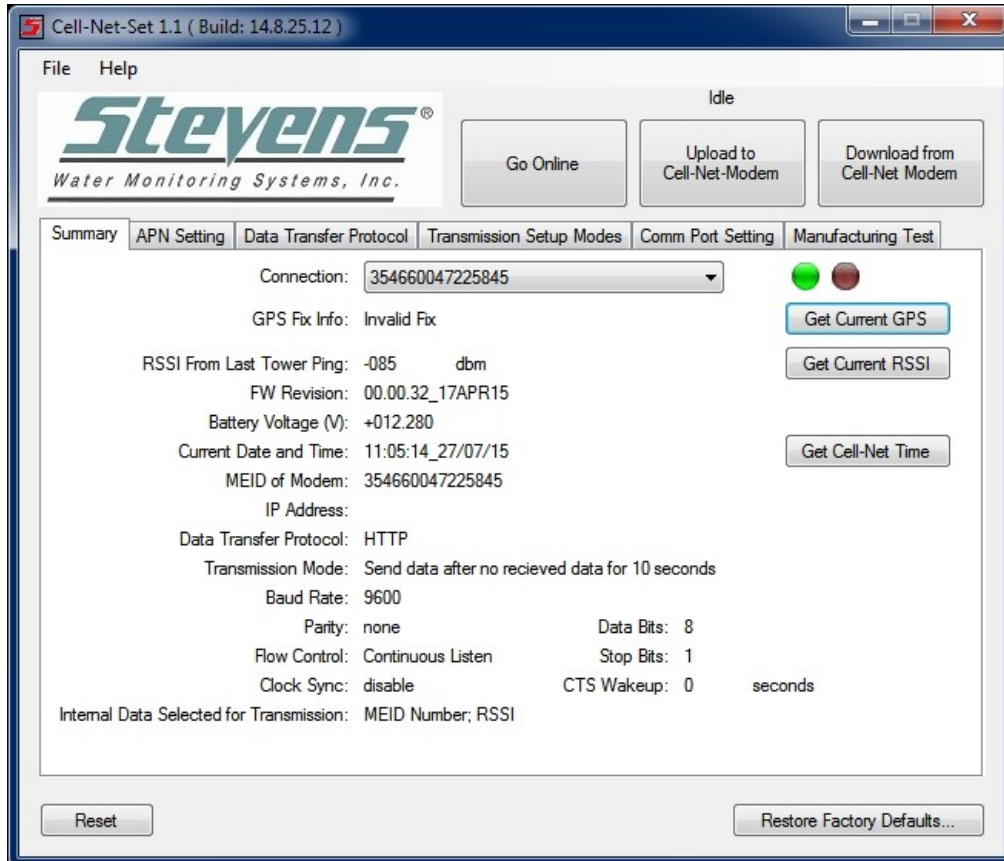 Cell-Net-Set 1.1 ( Build: 14.8.25.12 )
File Help
Stevens®
Water Monitoring Systems, Inc.
Idle
Go Online
Upload to
Cell-Net-Modem
Download from
Cell-Net Modem
Summary APN Setting Data Transfer Protocol Transmission Setup Modes Comm Port Setting Manufacturing Test
Connection: 354660047225845
GPS Fix Info: Invalid Fix Get Current GPS
RSSI From Last Tower Ping: -085 dbm Get Current RSSI
FW Revision: 00.00.32_17APR15
Battery Voltage (V): +012.280
Current Date and Time: 11:05:14_27/07/15 Get Cell-Net Time
MEID of Modem: 354660047225845
IP Address:
Data Transfer Protocol: HTTP
Transmission Mode: Send data after no recieved data for 10 seconds
Baud Rate: 9600
Parity: none Data Bits: 8
Flow Control: Continuous Listen Stop Bits: 1
Clock Sync: disable CTS Wakeup: 0 seconds
Internal Data Selected for Transmission: MEID Number; RSSI
Reset Restore Factory Defaults...